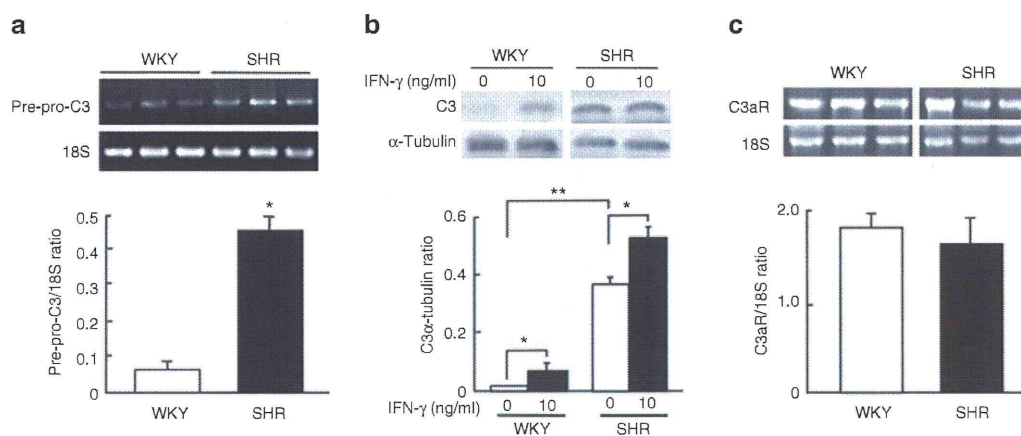 a
WKY SHR
Pre-pro-C3
18S
Pre-pro-C3/18S ratio
0.5
0.4
0.3
0.2
0.1
0
*
WKY SHR
b
WKY SHR
IFN-γ (ng/ml) 0 10 0 10
C3
α-Tubulin
C3α-tubulin ratio
0.6
0.4
0.2
0
**
*
*
IFN-γ (ng/ml) 0 10 0 10
WKY SHR
c
WKY SHR
C3aR
18S
C3aR/18S ratio
2.0
1.0
0
WKY SHR